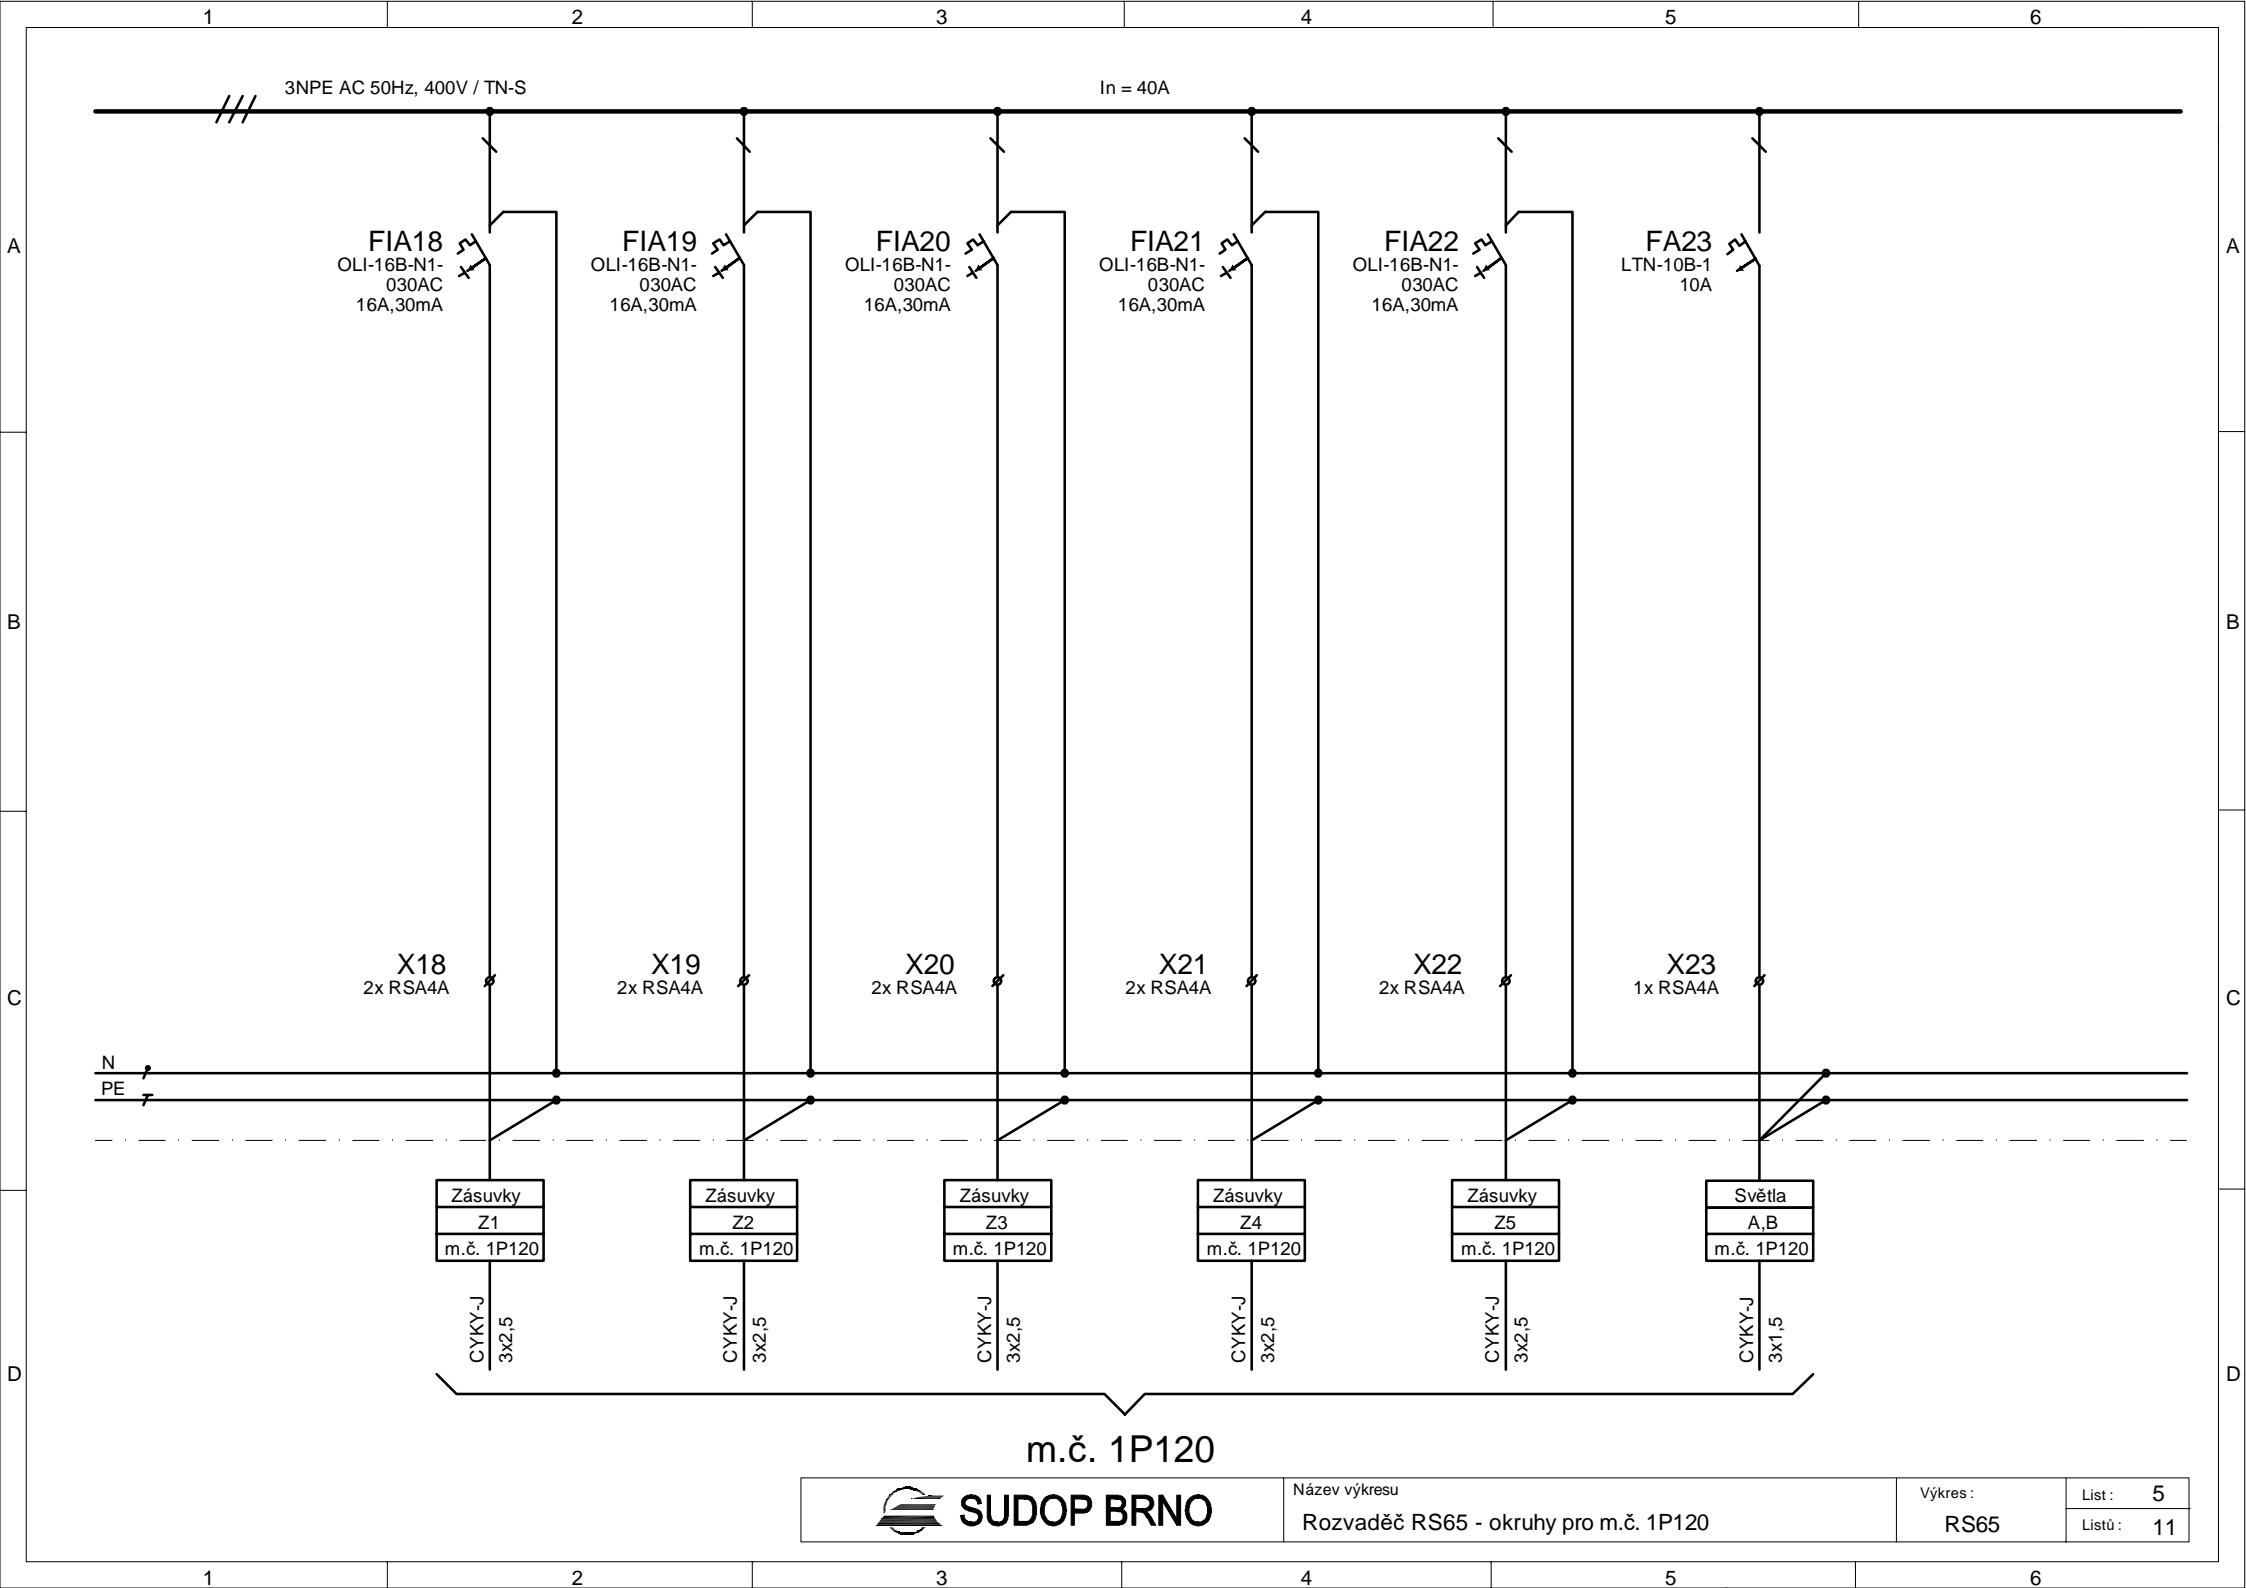 1 2 3 4 5 6
3NPE AC 50Hz, 400V / TN-S
In = 40A
A
A
FIA18
OLI-16B-N1-
030AC
16A,30mA
FIA19
OLI-16B-N1-
030AC
16A,30mA
FIA20
OLI-16B-N1-
030AC
16A,30mA
FIA21
OLI-16B-N1-
030AC
16A,30mA
FIA22
OLI-16B-N1-
030AC
16A,30mA
FA23
LTN-10B-1
10A
B
B
X18
2x RSA4A
X19
2x RSA4A
X20
2x RSA4A
X21
2x RSA4A
X22
2x RSA4A
X23
1x RSA4A
C
C
N
PE
Zásuvky
Z1
m.č. 1P120
Zásuvky
Z2
m.č. 1P120
Zásuvky
Z3
m.č. 1P120
Zásuvky
Z4
m.č. 1P120
Zásuvky
Z5
m.č. 1P120
Světla
A,B
m.č. 1P120
CYKY-J
3x2,5
CYKY-J
3x2,5
CYKY-J
3x2,5
CYKY-J
3x2,5
CYKY-J
3x2,5
CYKY-J
3x1,5
D
D
m.č. 1P120
SUDOP BRNO
Název výkresu
Rozvaděč RS65 - okruhy pro m.č. 1P120
Výkres :
RS65
List : 5
Listů : 11
1 2 3 4 5 6